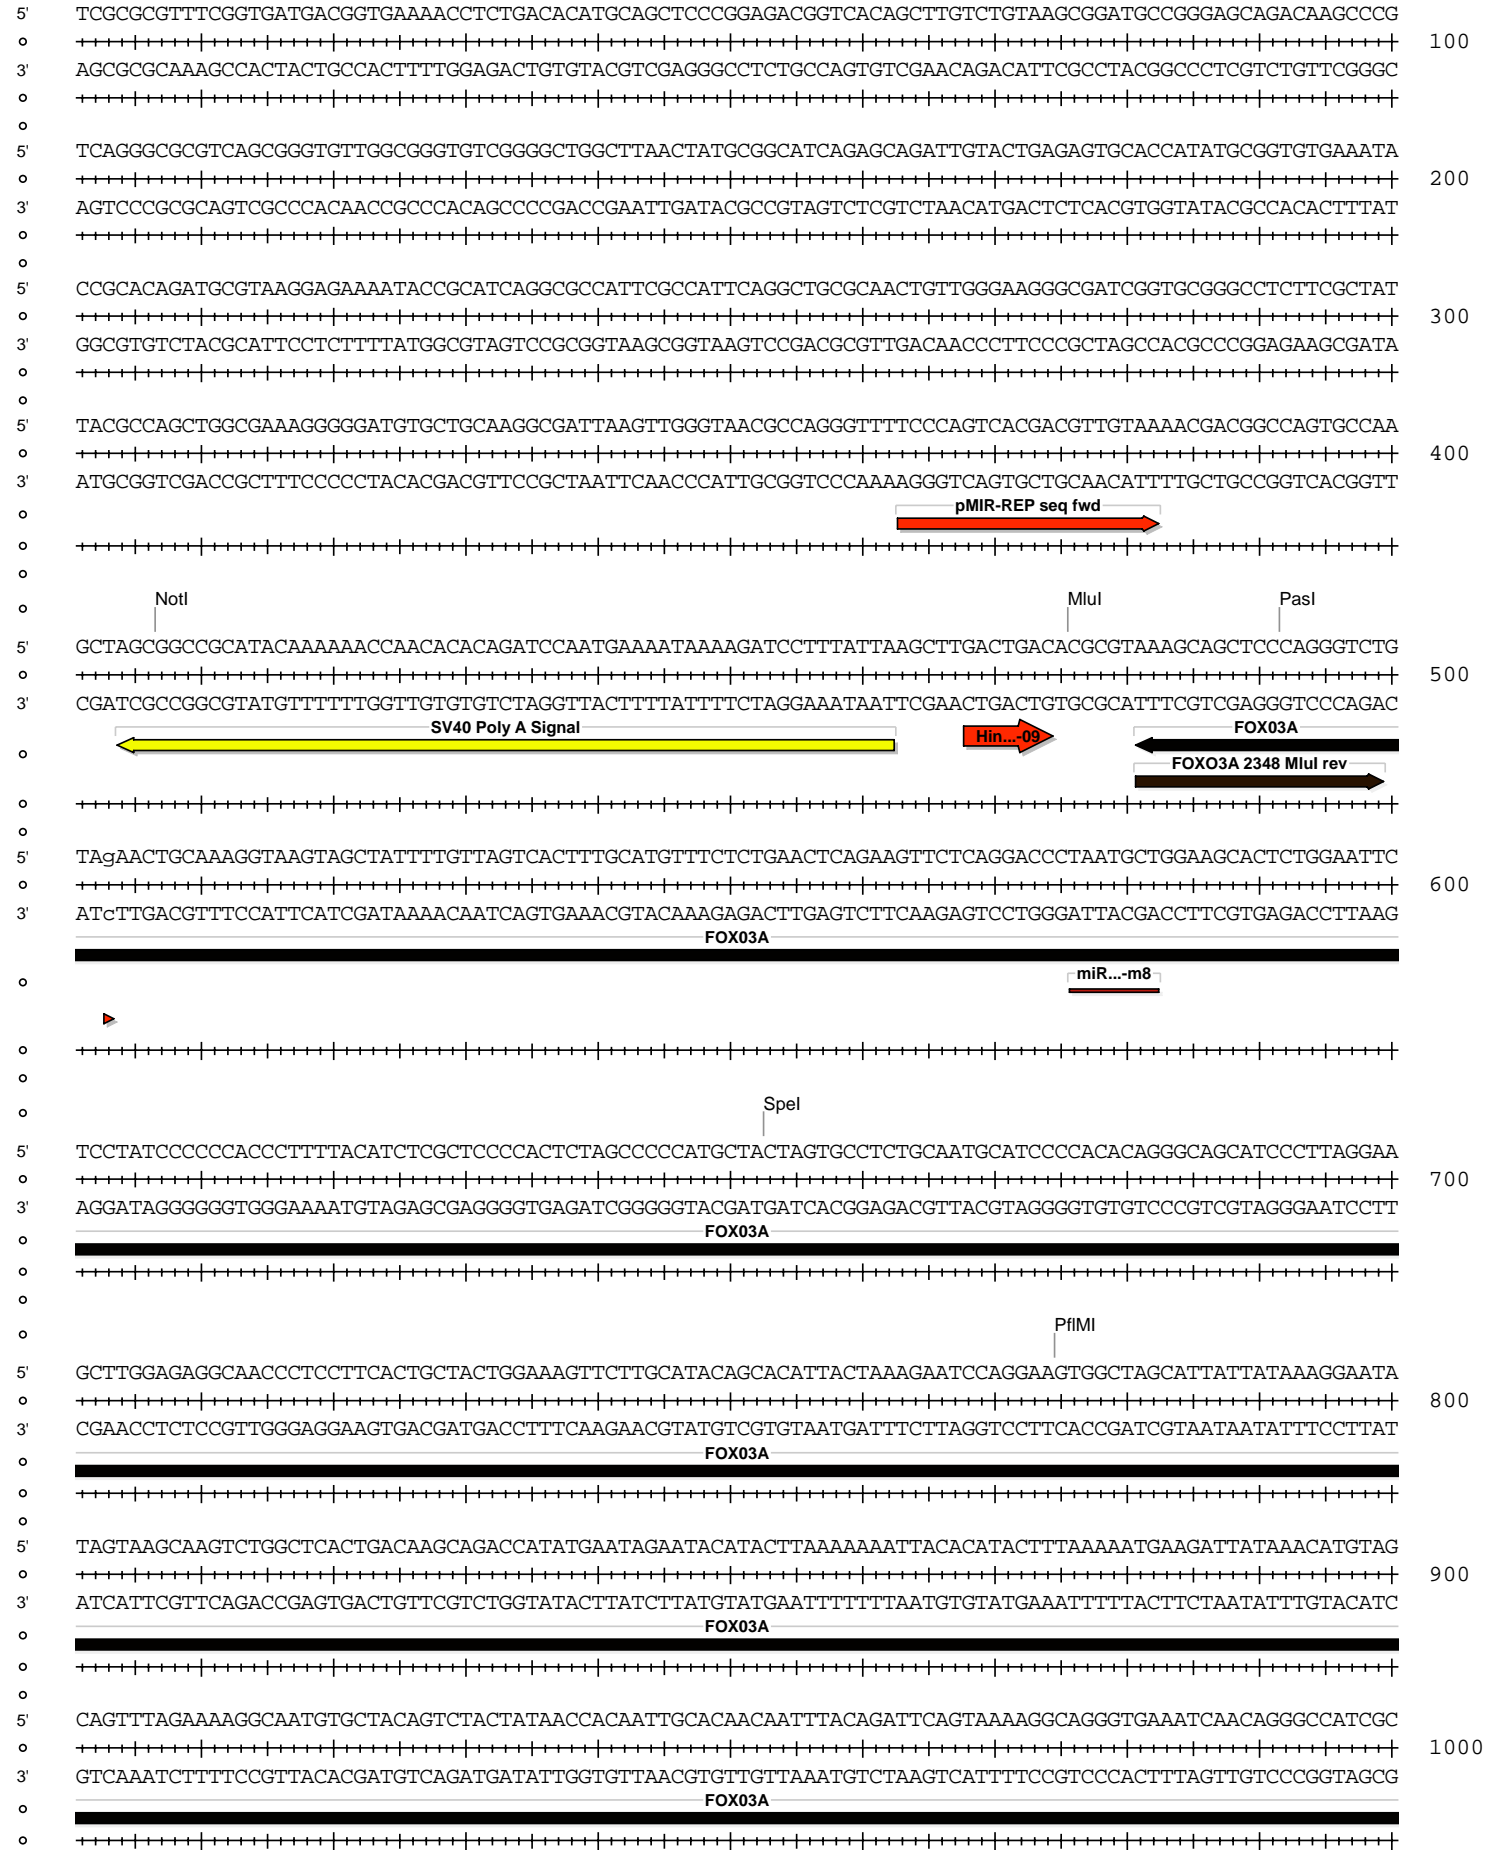 5' TCGCGCGTTTCGGTGATGACGGTGAAAACCTCTGACACATGCAGCTCCCGGAGACGGTCACAGCTTGTCTGTAAGCGGATGCCGGGAGCAGACAAGCCCG
100
3' AGCGCGCAAAGCCACTACTGCCACTTTTGGAGACTGTGTACGTCGAGGGCCTCTGCCAGTGTCGAACAGACATTCGCCTACGGCCCTCGTCTGTTCGGGC
5' TCAGGGCGCGTCAGCGGGTGTTGGCGGGTGTCGGGGCTGGCTTAACTATGCGGCATCAGAGCAGATTGTACTGAGAGTGCACCATATGCGGTGTGAAATA
200
3' AGTCCCGCGCAGTCGCCCACAACCGCCCACAGCCCCGACCGAATTGATACGCCGTAGTCTCGTCTAACATGACTCTCACGTGGTATACGCCACACTTTAT
5' CCGCACAGATGCGTAAGGAGAAAATACCGCATCAGGCGCCATTCGCCATTCAGGCTGCGCAACTGTTGGGAAGGGCGATCGGTGCGGGCCTCTTCGCTAT
300
3' GGCGTGTCTACGCATTCCTCTTTTATGGCGTAGTCCGCGGTAAGCGGTAAGTCCGACGCGTTGACAACCCTTCCCGCTAGCCACGCCCGGAGAAGCGATA
5' TACGCCAGCTGGCGAAAGGGGGATGTGCTGCAAGGCGATTAAGTTGGGTAACGCCAGGGTTTTCCCAGTCACGACGTTGTAAAACGACGGCCAGTGCCAA
400
3' ATGCGGTCGACCGCTTTCCCCCTACACGACGTTCCGCTAATTCAACCCATTGCGGTCCCAAAAGGGTCAGTGCTGCAACATTTTGCTGCCGGTCACGGTT
pMIR-REP seq fwd
NotI MluI PasI
5' GCTAGCGGCCGCATACAAAAAACCAACACACAGATCCAATGAAAATAAAAGATCCTTTATTAAGCTTGACTGACACGCGTAAAGCAGCTCCCAGGGTCTG
500
3' CGATCGCCGGCGTATGTTTTTTGGTTGTGTGTCTAGGTTACTTTTATTTTCTAGGAAATAATTCGAACTGACTGTGCGCATTTCGTCGAGGGTCCCAGAC
SV40 Poly A Signal FOX03A
Hin...-09
FOXO3A 2348 MluI rev
5' TAgAACTGCAAAGGTAAGTAGCTATTTTGTTAGTCACTTTGCATGTTTCTCTGAACTCAGAAGTTCTCAGGACCCTAATGCTGGAAGCACTCTGGAATTC
600
3' ATcTTGACGTTTCCATTCATCGATAAAACAATCAGTGAAACGTACAAAGAGACTTGAGTCTTCAAGAGTCCTGGGATTACGACCTTCGTGAGACCTTAAG
FOX03A
miR...-m8
SpeI
5' TCCTATCCCCCCACCCTTTTACATCTCGCTCCCCACTCTAGCCCCCATGCTACTAGTGCCTCTGCAATGCATCCCCACACAGGGCAGCATCCCTTAGGAA
700
3' AGGATAGGGGGGTGGGAAAATGTAGAGCGAGGGGTGAGATCGGGGGTACGATGATCACGGAGACGTTACGTAGGGGTGTGTCCCGTCGTAGGGAATCCTT
FOX03A
PflMI
5' GCTTGGAGAGGCAACCCTCCTTCACTGCTACTGGAAAGTTCTTGCATACAGCACATTACTAAAGAATCCAGGAAGTGGCTAGCATTATTATAAAGGAATA
800
3' CGAACCTCTCCGTTGGGAGGAAGTGACGATGACCTTTCAAGAACGTATGTCGTGTAATGATTTCTTAGGTCCTTCACCGATCGTAATAATATTTCCTTAT
FOX03A
5' TAGTAAGCAAGTCTGGCTCACTGACAAGCAGACCATATGAATAGAATACATACTTAAAAAAATTACACATACTTTAAAAATGAAGATTATAAACATGTAG
900
3' ATCATTCGTTCAGACCGAGTGACTGTTCGTCTGGTATACTTATCTTATGTATGAATTTTTTTAATGTGTATGAAATTTTTACTTCTAATATTTGTACATC
FOX03A
5' CAGTTTAGAAAAGGCAATGTGCTACAGTCTACTATAACCACAATTGCACAACAATTTACAGATTCAGTAAAAGGCAGGGTGAAATCAACAGGGCCATCGC
1000
3' GTCAAATCTTTTCCGTTACACGATGTCAGATGATATTGGTGTTAACGTGTTGTTAAATGTCTAAGTCATTTTCCGTCCCACTTTAGTTGTCCCGGTAGCG
FOX03A